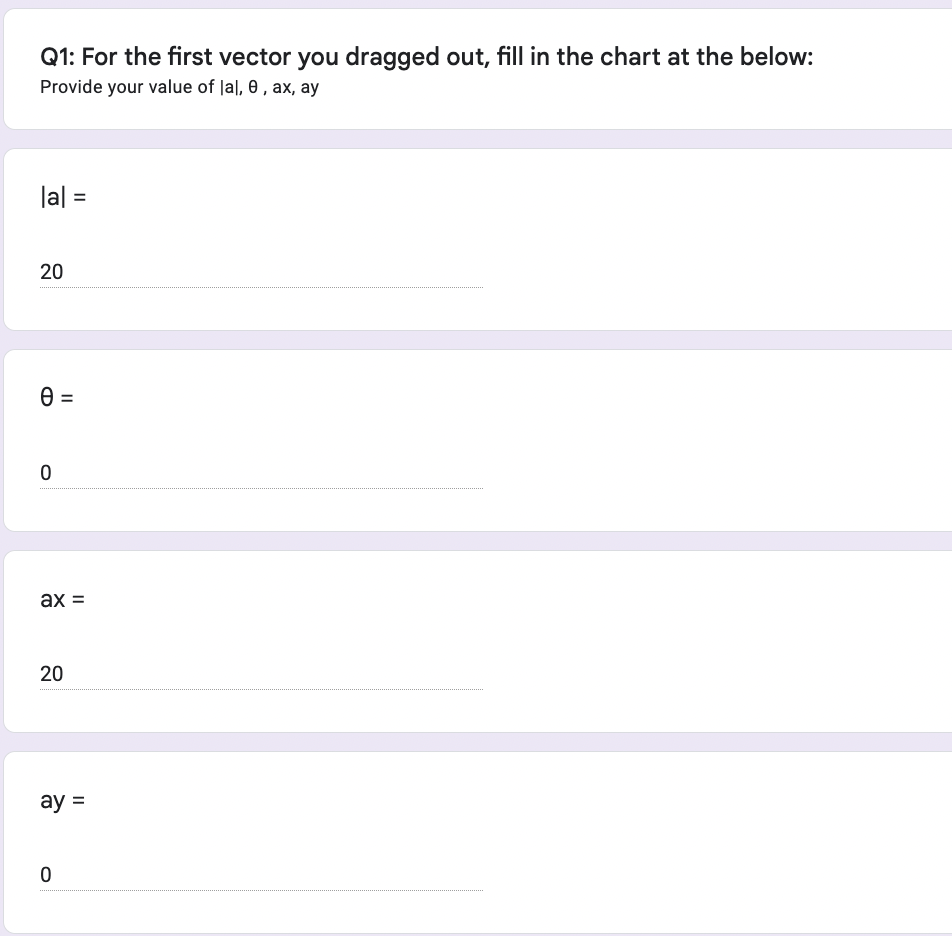 Q1: For the first vector you dragged out, fill in the chart at the below:
Provide your value of |a|, θ , ax, ay
|a| =
20
θ =
0
ax =
20
ay =
0